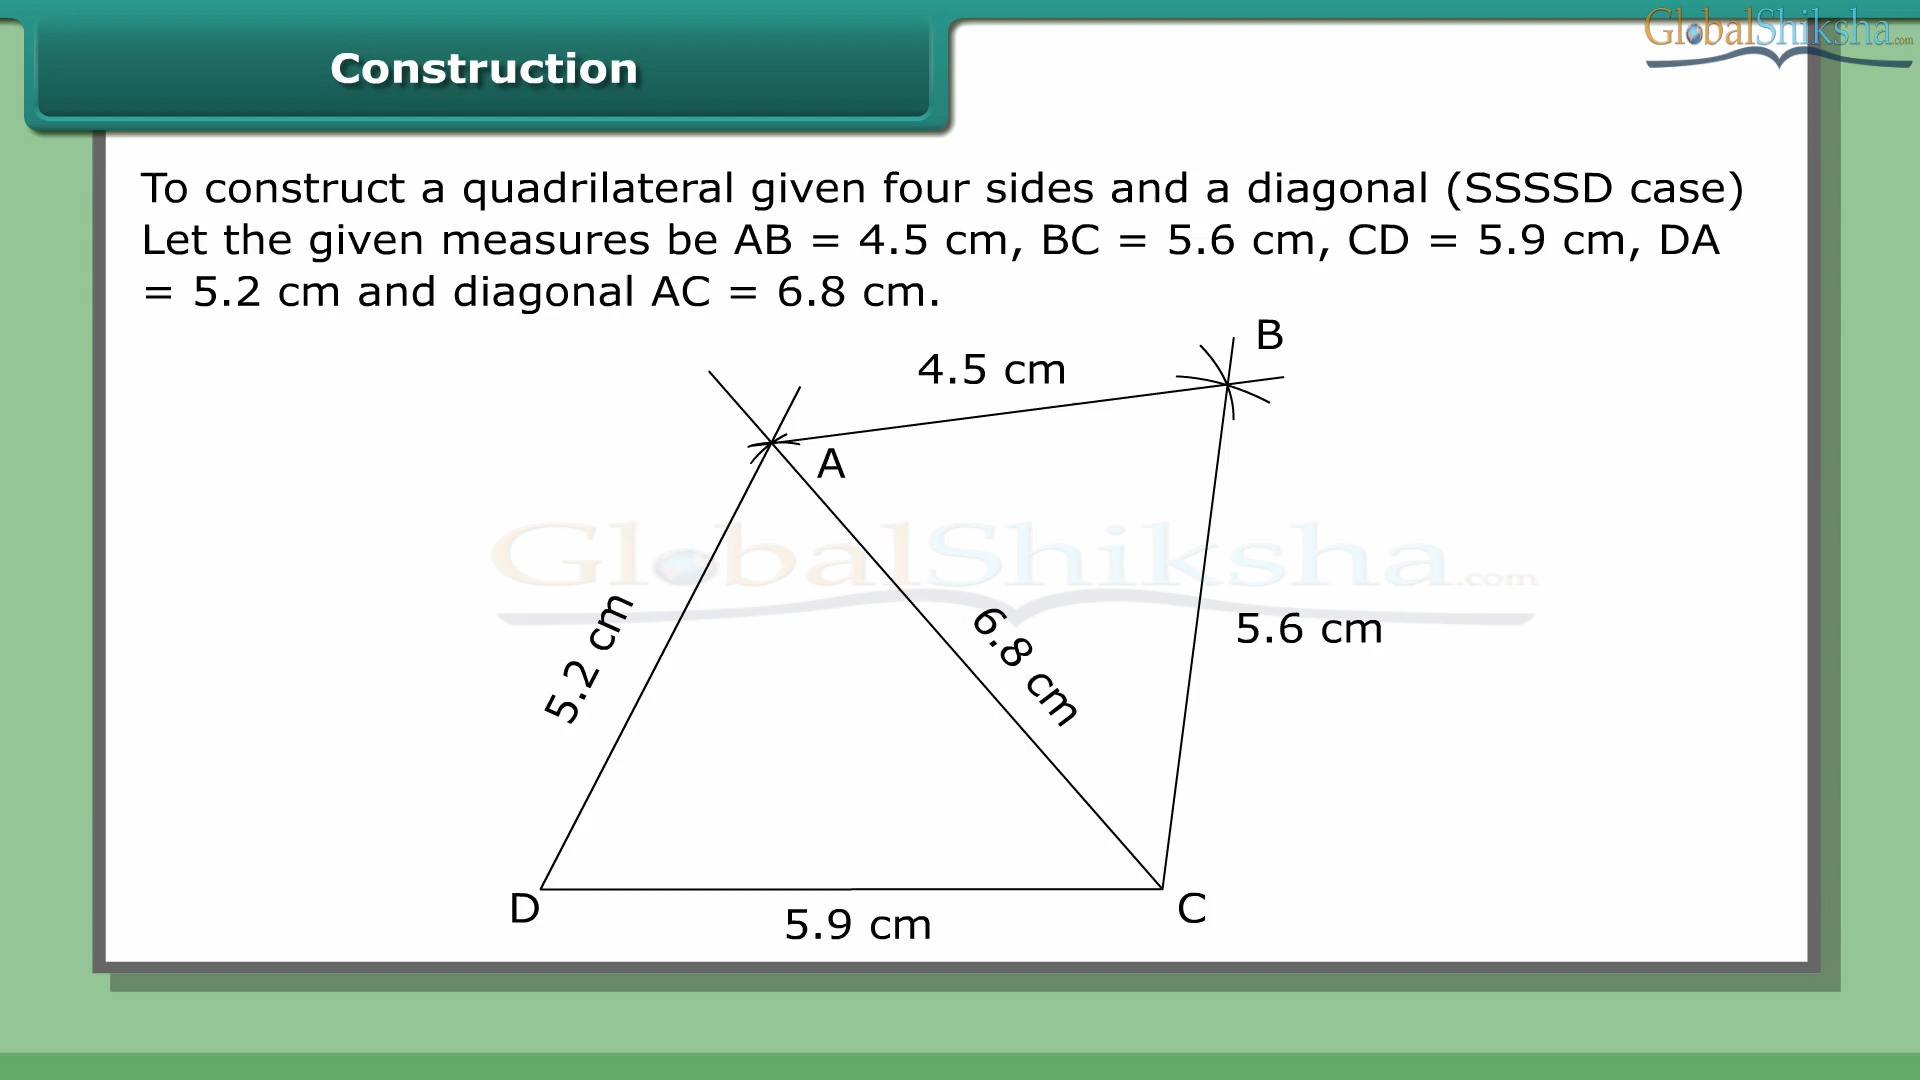 GlobalShiksha.com
Construction
To construct a quadrilateral given four sides and a diagonal (SSSSD case)
Let the given measures be AB = 4.5 cm, BC = 5.6 cm, CD = 5.9 cm, DA
= 5.2 cm and diagonal AC = 6.8 cm.
B
4.5 cm
A
GlobalShiksha.com
5.2 cm
6.8 cm
5.6 cm
D
C
5.9 cm